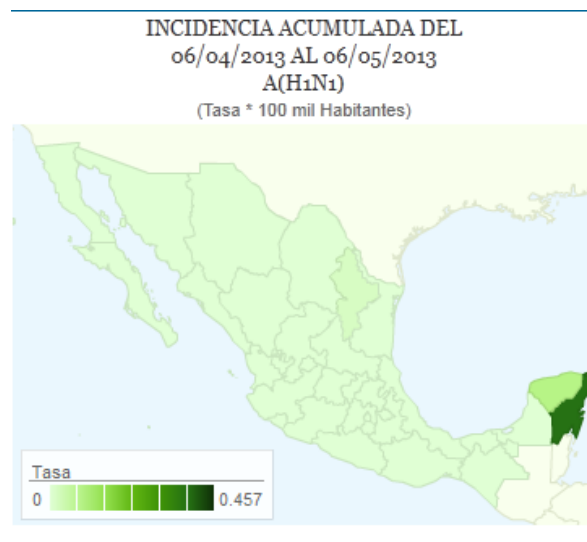 INCIDENCIA ACUMULADA DEL
06/04/2013 AL 06/05/2013
A(H1N1)
(Tasa * 100 mil Habitantes)
Tasa
0 0.457